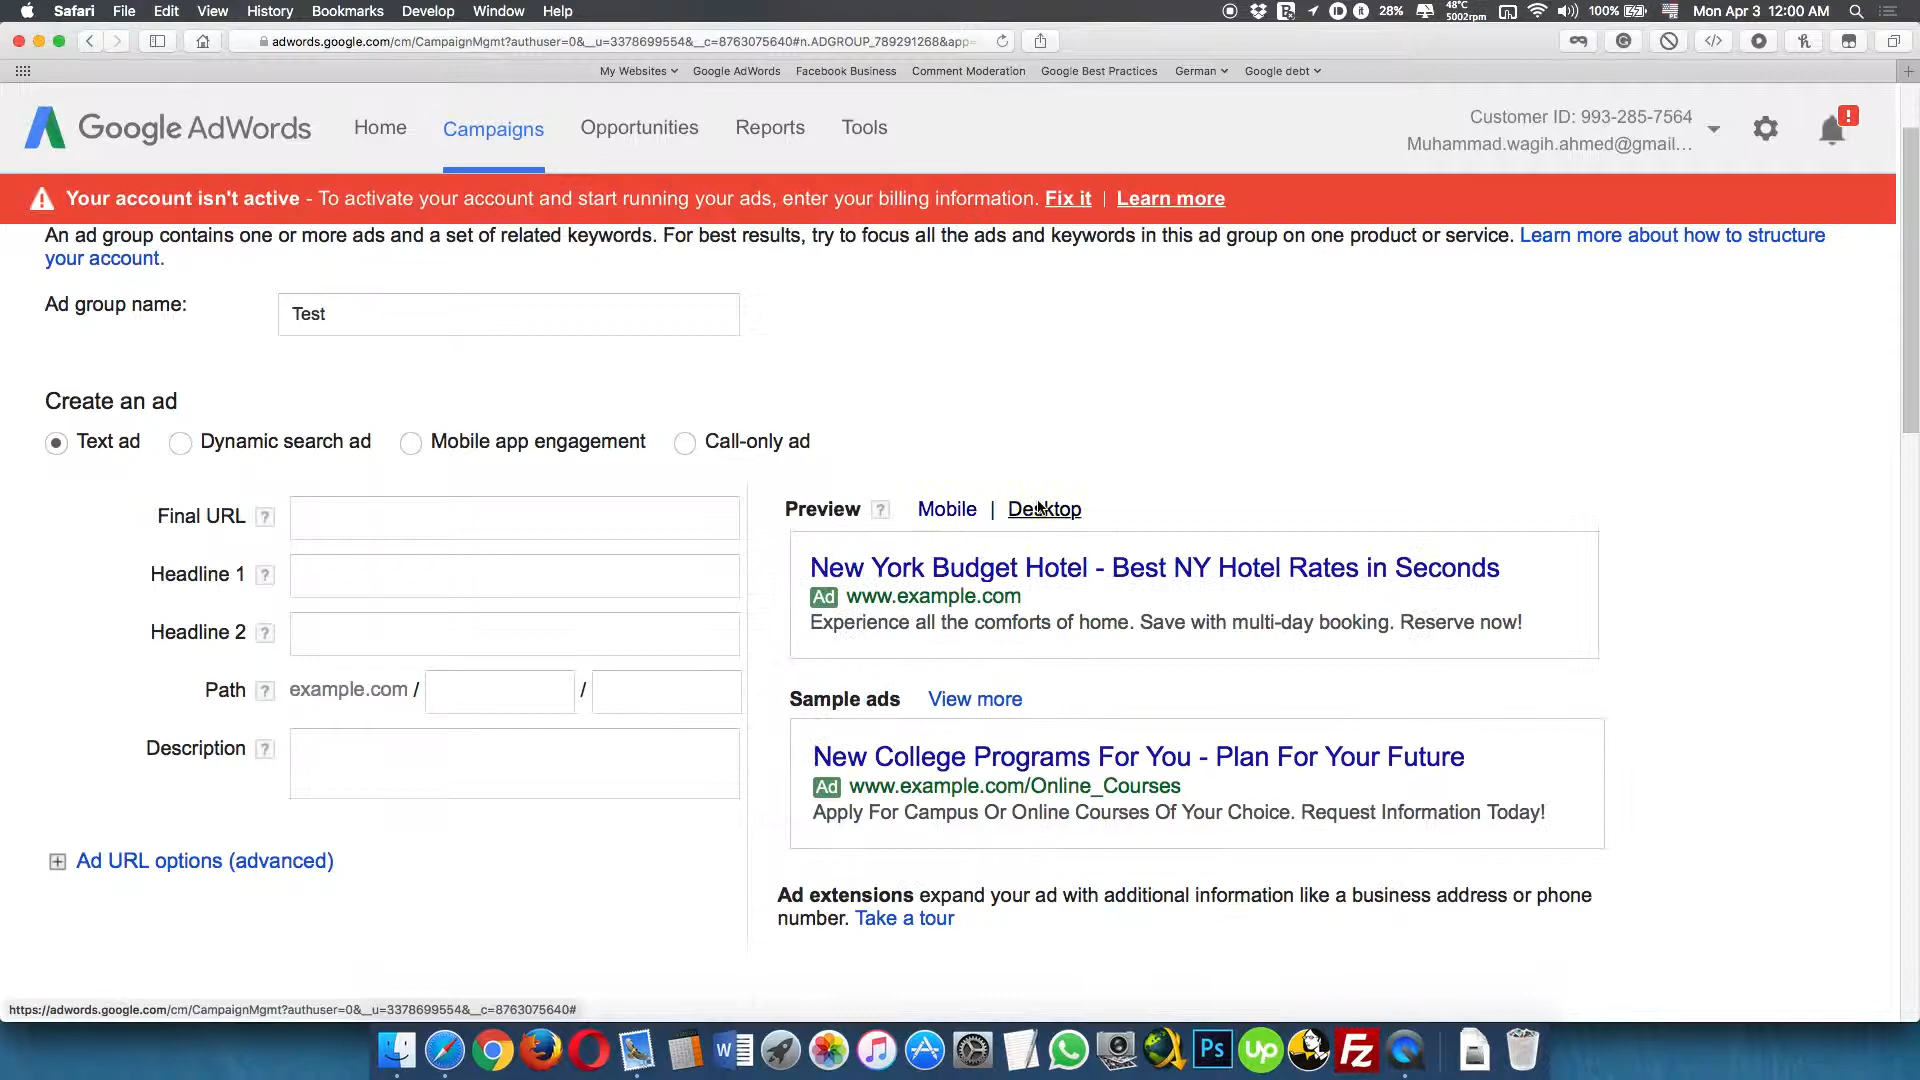 Safari File Edit View History Bookmarks Develop Window Help
28% 48°C 5002rpm 100% Mon Apr 3 12:00 AM
adwords.google.com/cm/CampaignMgmt?authuser=0&__u=3378699554&__c=8763075640#n.ADGROUP_789291268&app=
My Websites Google AdWords Facebook Business Comment Moderation Google Best Practices German Google debt
Google AdWords Home Campaigns Opportunities Reports Tools
Customer ID: 993-285-7564
Muhammad.wagih.ahmed@gmail...
!
Your account isn't active - To activate your account and start running your ads, enter your billing information. Fix it | Learn more
An ad group contains one or more ads and a set of related keywords. For best results, try to focus all the ads and keywords in this ad group on one product or service. Learn more about how to structure
your account.
Ad group name: Test
Create an ad
Text ad Dynamic search ad Mobile app engagement Call-only ad
Final URL ?
Headline 1 ?
Headline 2 ?
Path ? example.com / /
Description ?
Ad URL options (advanced)
Preview ? Mobile | Desktop
New York Budget Hotel - Best NY Hotel Rates in Seconds
Ad www.example.com
Experience all the comforts of home. Save with multi-day booking. Reserve now!
Sample ads View more
New College Programs For You - Plan For Your Future
Ad www.example.com/Online_Courses
Apply For Campus Or Online Courses Of Your Choice. Request Information Today!
Ad extensions expand your ad with additional information like a business address or phone
number. Take a tour
https://adwords.google.com/cm/CampaignMgmt?authuser=0&__u=3378699554&__c=8763075640#
W Ps Up Fz